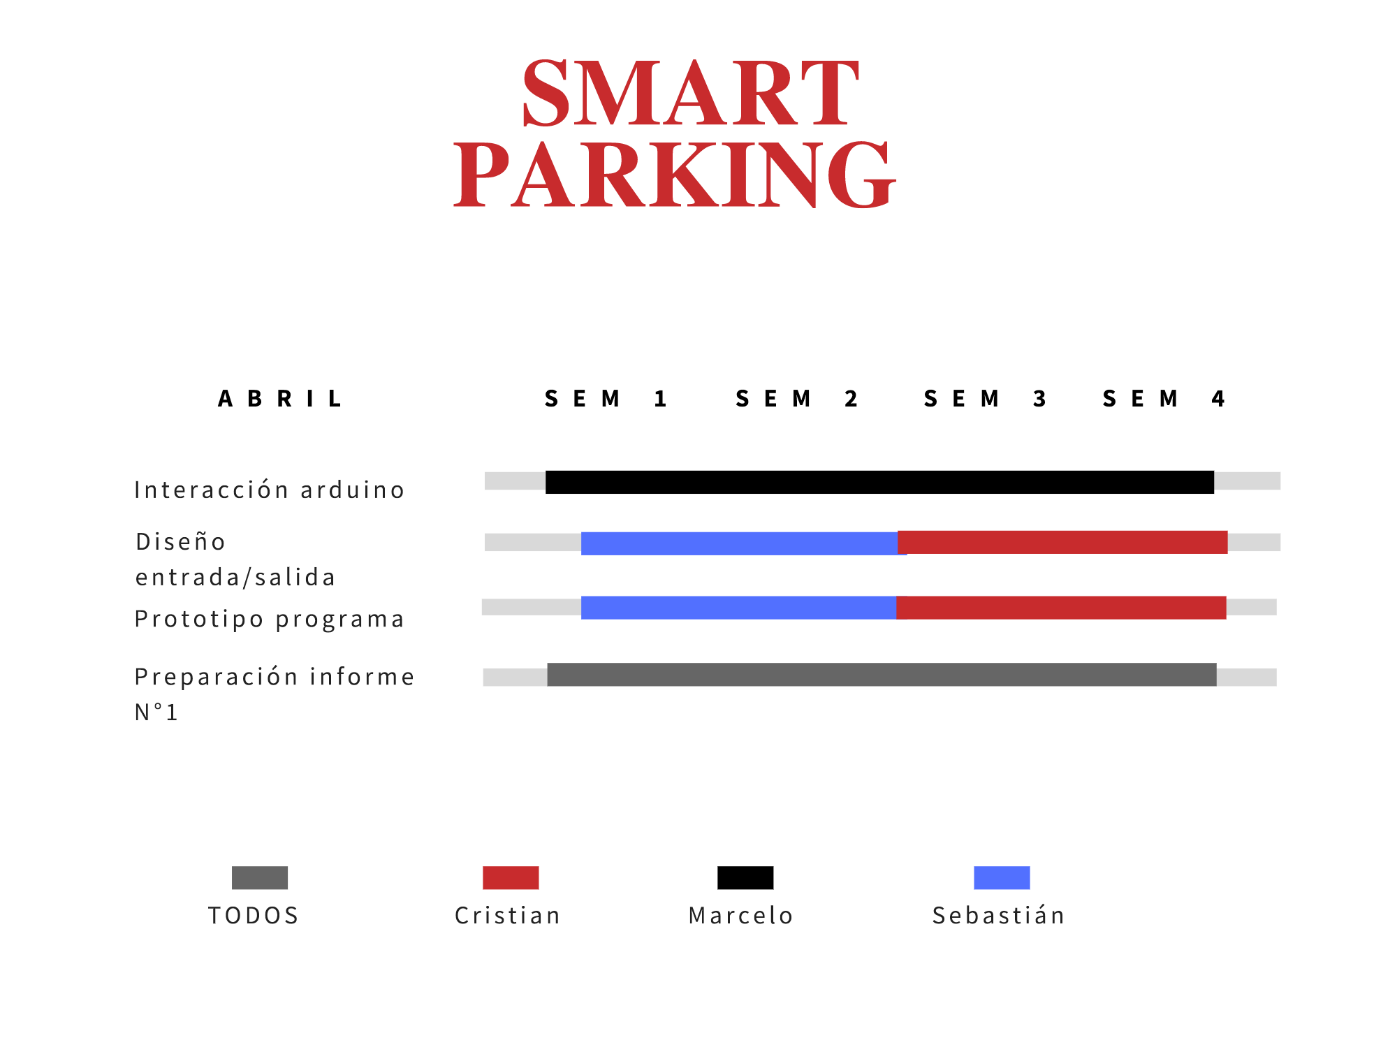 SMART
PARKING
ABRIL SEM 1 SEM 2 SEM 3 SEM 4
Interacción arduino
Diseño
entrada/salida
Prototipo programa
Preparación informe
N°1
TODOS Cristian Marcelo Sebastián